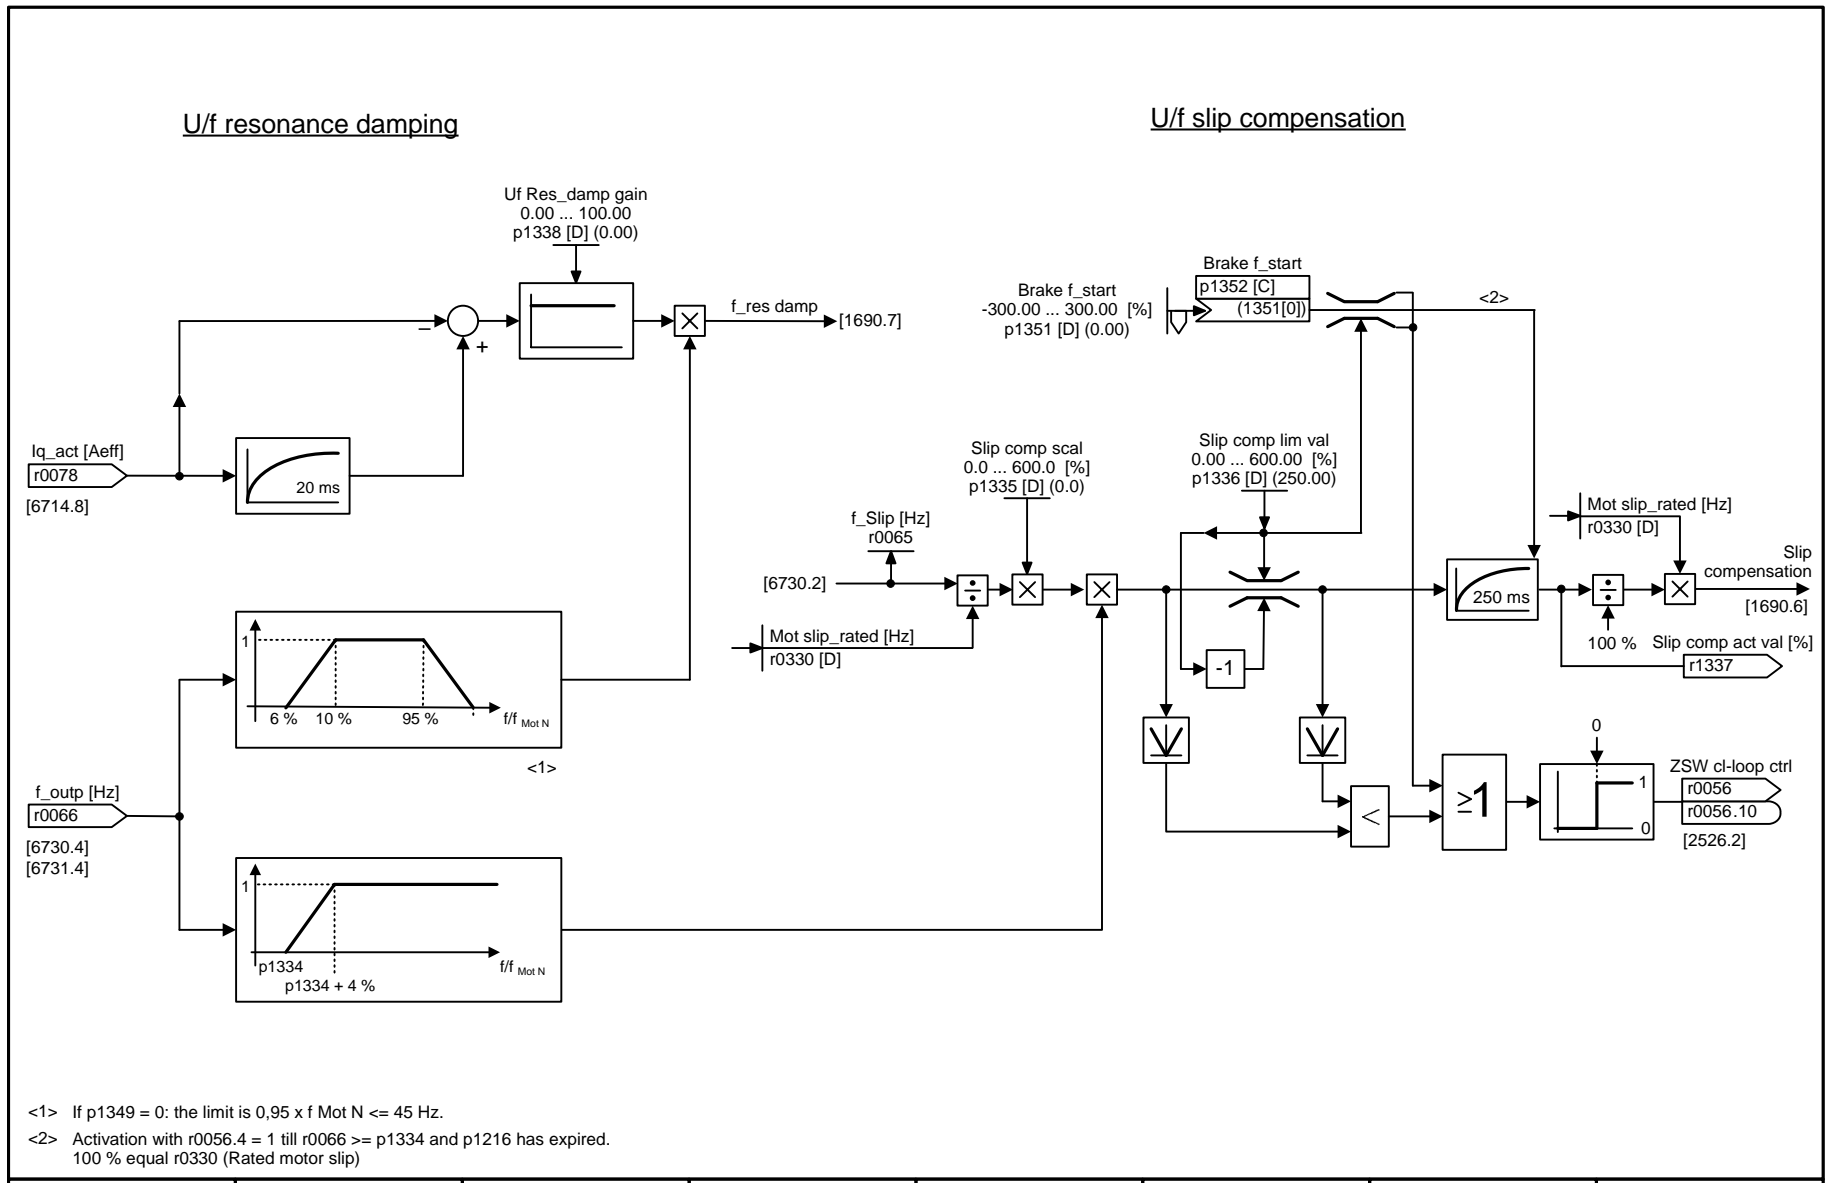 U/f resonance damping
U/f slip compensation
Uf Res_damp gain
0.00 ... 100.00
p1338 [D] (0.00)
f_res damp
[1690.7]
−
+
Iq_act [Aeff]
r0078
[6714.8]
20 ms
1
6 %
10 %
95 %
f/f Mot N
<1>
f_outp [Hz]
r0066
[6730.4]
[6731.4]
1
p1334
p1334 + 4 %
f/f Mot N
Brake f_start
-300.00 ... 300.00 [%]
p1351 [D] (0.00)
Brake f_start
p1352 [C]
(1351[0])
<2>
Slip comp scal
0.0 ... 600.0 [%]
p1335 [D] (0.0)
Slip comp lim val
0.00 ... 600.00 [%]
p1336 [D] (250.00)
f_Slip [Hz]
r0065
[6730.2]
÷
Mot slip_rated [Hz]
r0330 [D]
-1
250 ms
Mot slip_rated [Hz]
r0330 [D]
÷
100 %
Slip
compensation
[1690.6]
Slip comp act val [%]
r1337
<
≥1
0
1
0
ZSW cl-loop ctrl
r0056
r0056.10
[2526.2]
<1> If p1349 = 0: the limit is 0,95 x f Mot N <= 45 Hz.
<2> Activation with r0056.4 = 1 till r0066 >= p1334 and p1216 has expired.
100 % equal r0330 (Rated motor slip)